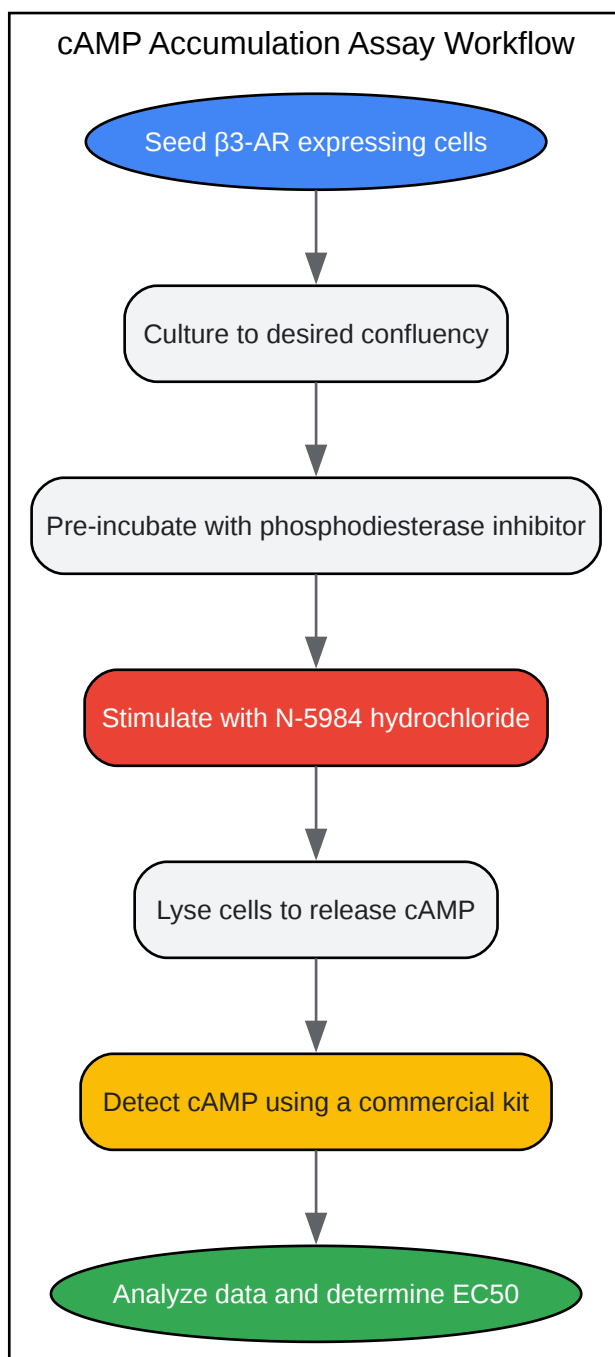 cAMP Accumulation Assay Workflow
Seed β3-AR expressing cells
Culture to desired confluency
Pre-incubate with phosphodiesterase inhibitor
Stimulate with N-5984 hydrochloride
Lyse cells to release cAMP
Detect cAMP using a commercial kit
Analyze data and determine EC50